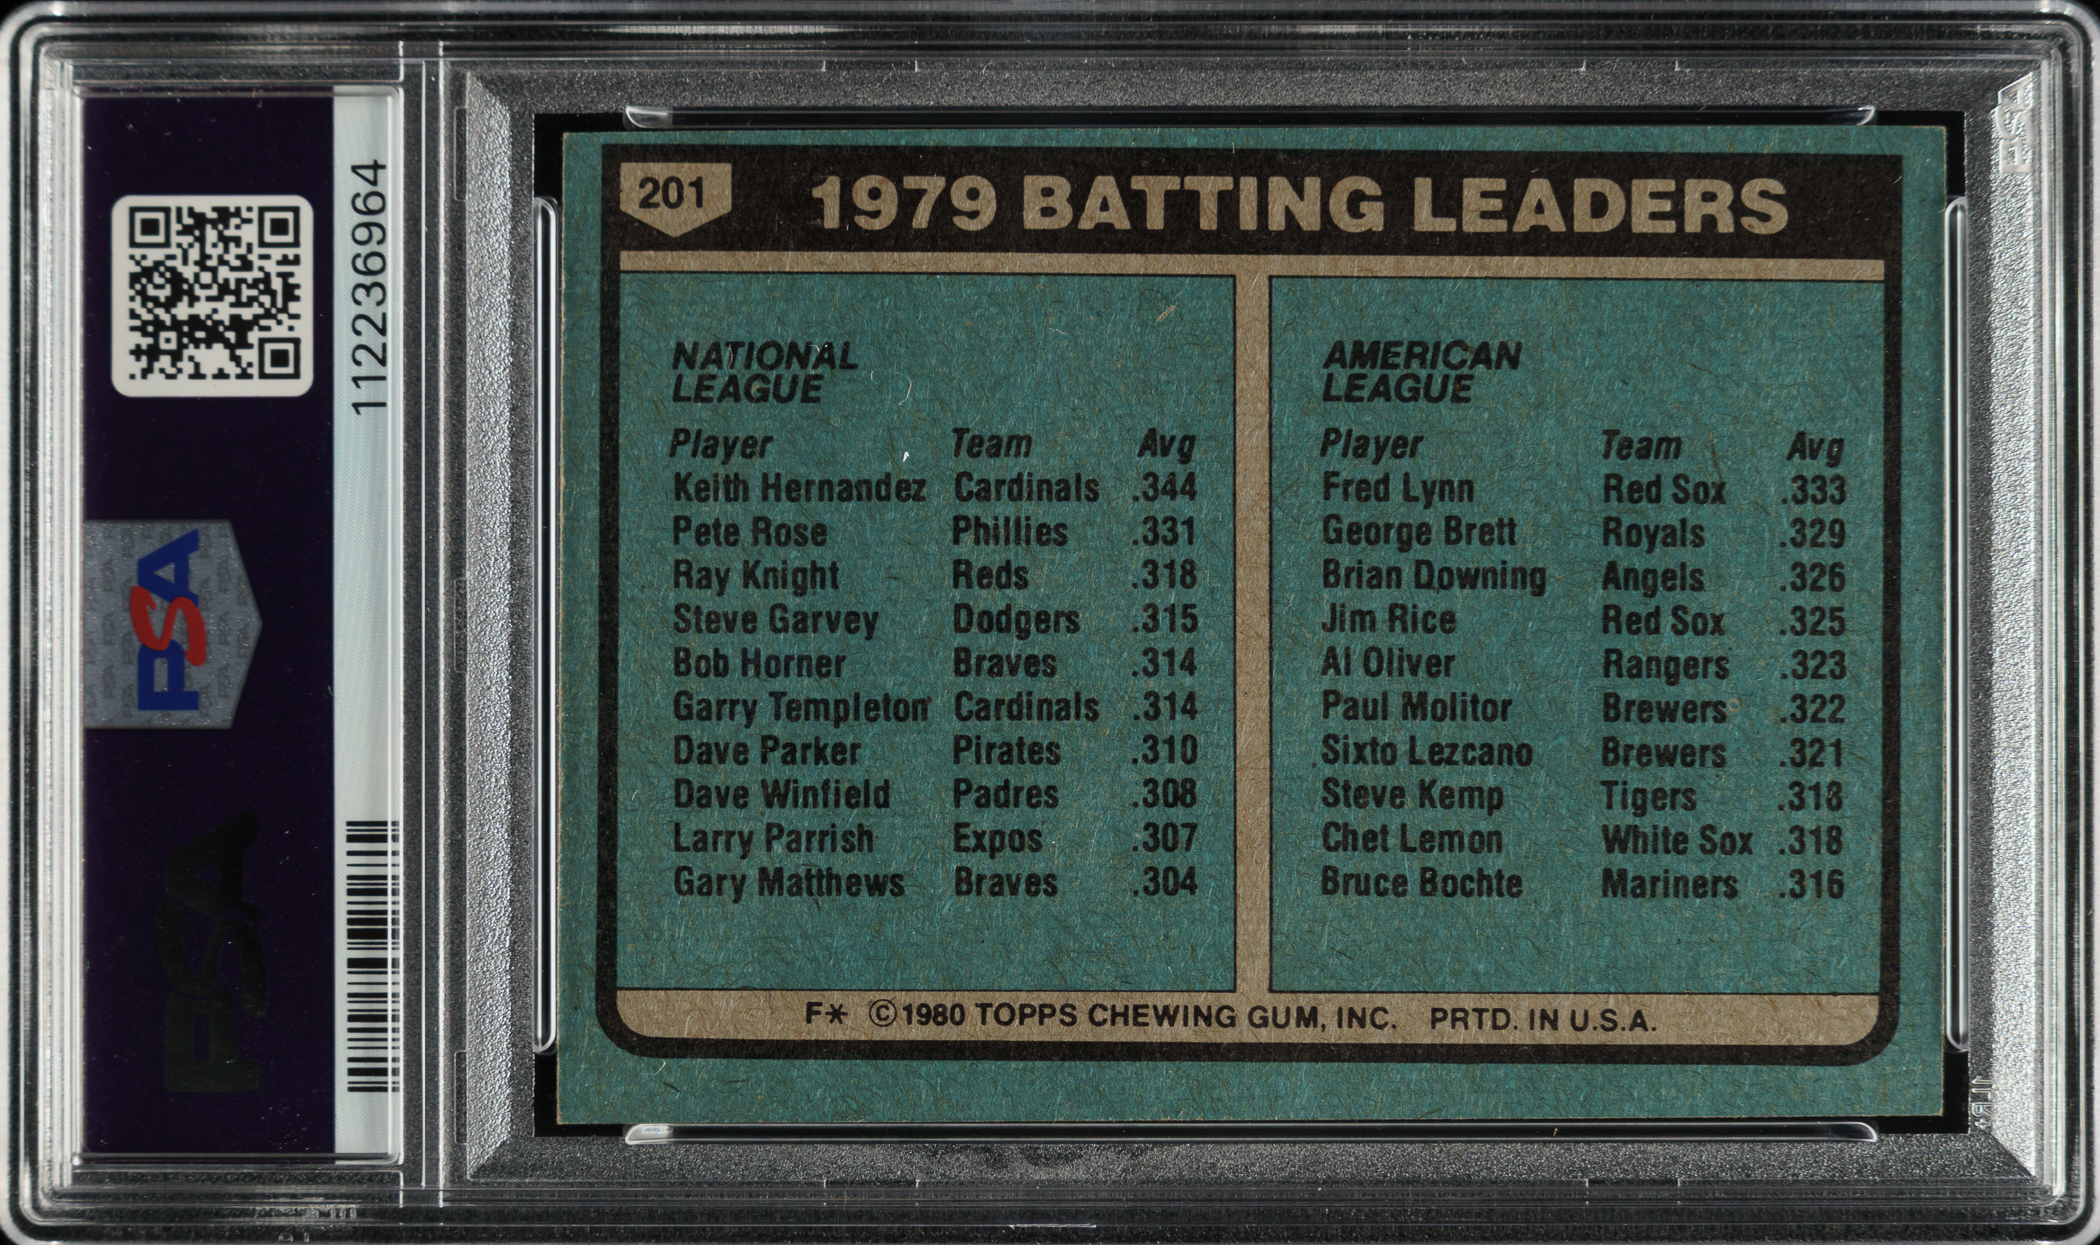 112236964
PSA
PSA
201 1979 BATTING LEADERS
NATIONAL
LEAGUE
Player Team Avg
Keith Hernandez Cardinals .344
Pete Rose Phillies .331
Ray Knight Reds .318
Steve Garvey Dodgers .315
Bob Horner Braves .314
Garry Templeton Cardinals .314
Dave Parker Pirates .310
Dave Winfield Padres .308
Larry Parrish Expos .307
Gary Matthews Braves .304
AMERICAN
LEAGUE
Player Team Avg
Fred Lynn Red Sox .333
George Brett Royals .329
Brian Downing Angels .326
Jim Rice Red Sox .325
Al Oliver Rangers .323
Paul Molitor Brewers .322
Sixto Lezcano Brewers .321
Steve Kemp Tigers .318
Chet Lemon White Sox .318
Bruce Bochte Mariners .316
F* ©1980 TOPPS CHEWING GUM, INC. PRTD. IN U.S.A.
PSA